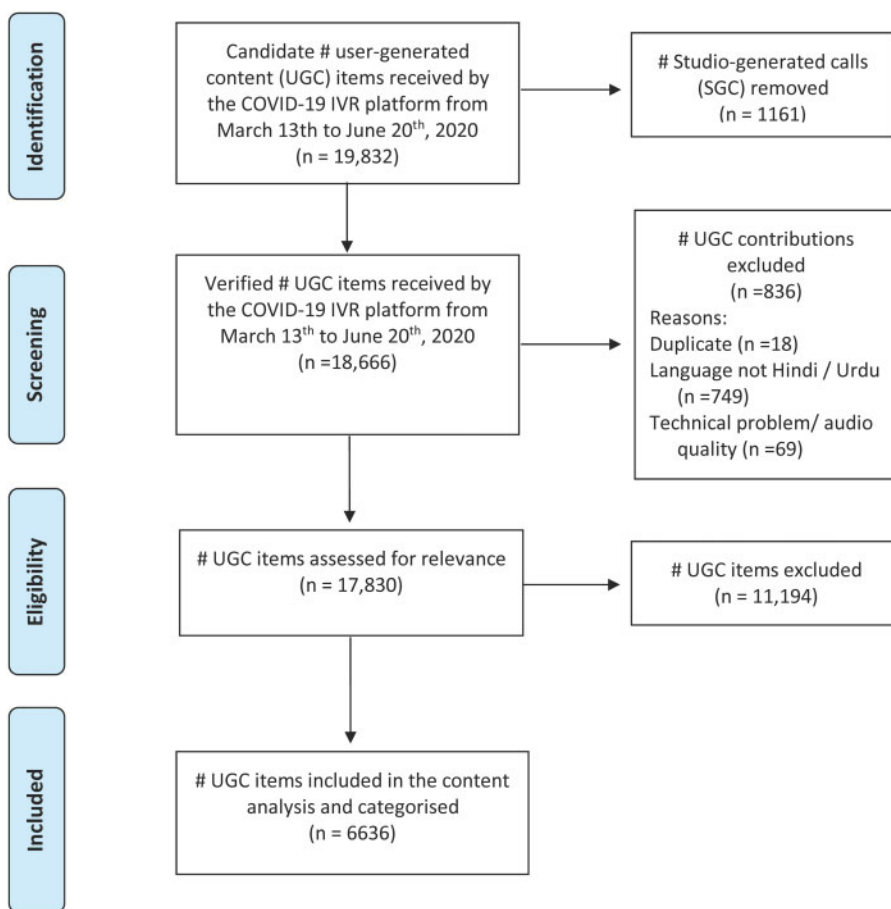 Identification
Candidate # user-generated
content (UGC) items received by
the COVID-19 IVR platform from
March 13th to June 20th, 2020
(n = 19,832)
# Studio-generated calls
(SGC) removed
(n = 1161)
Screening
Verified # UGC items received by
the COVID-19 IVR platform from
March 13th to June 20th, 2020
(n =18,666)
# UGC contributions
excluded
(n =836)
Reasons:
Duplicate (n =18)
Language not Hindi / Urdu
(n =749)
Technical problem/ audio
quality (n =69)
Eligibility
# UGC items assessed for relevance
(n = 17,830)
# UGC items excluded
(n = 11,194)
Included
# UGC items included in the content
analysis and categorised
(n = 6636)